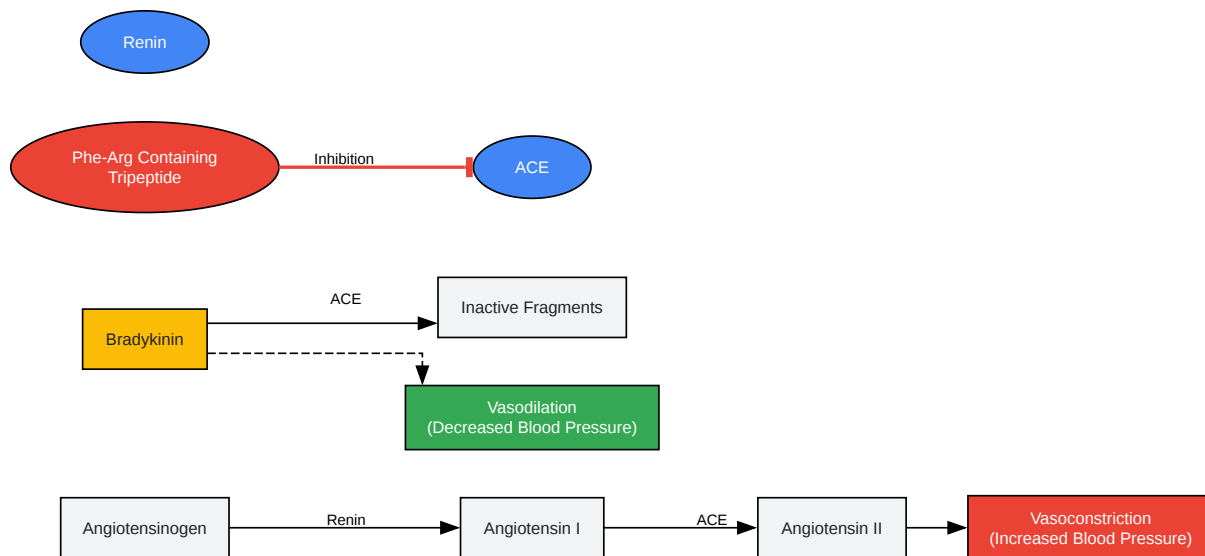 Renin
Phe-Arg Containing
Tripeptide
Inhibition
ACE
ACE
Inactive Fragments
Bradykinin
Vasodilation
(Decreased Blood Pressure)
Angiotensinogen
Renin
Angiotensin I
ACE
Angiotensin II
Vasoconstriction
(Increased Blood Pressure)